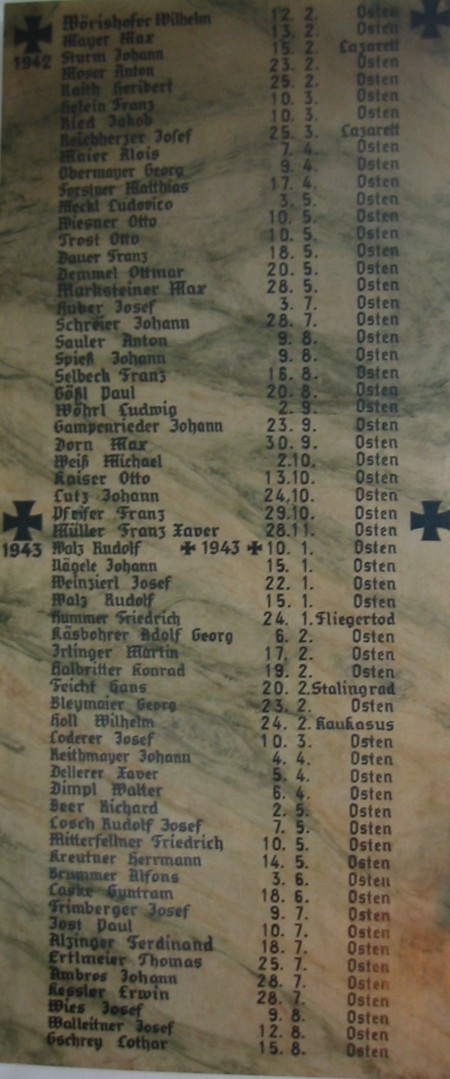 Wörishofer Wilhelm 12. 2. Osten
Mayer Max 13. 2. Osten
1942 Sturm Johann 15. 2. Lazarett
Moser Anton 23. 2. Osten
Raith Heribert 25. 2. Osten
Helein Franz 10. 3. Osten
Ried Jakob 10. 3. Osten
Reichherzer Josef 25. 3. Lazarett
Maier Alois 7. 4. Osten
Obermayer Georg 9. 4. Osten
Forstner Matthias 17. 4. Osten
Meckl Ludovico 3. 5. Osten
Wiesner Otto 10. 5. Osten
Trost Otto 10. 5. Osten
Bauer Franz 18. 5. Osten
Demmel Ottmar 20. 5. Osten
Marksteiner Max 28. 5. Osten
Huber Josef 3. 7. Osten
Schreier Johann 28. 7. Osten
Sauler Anton 9. 8. Osten
Spieß Johann 9. 8. Osten
Selbeck Franz 16. 8. Osten
Gößl Paul 20. 8. Osten
Wöhrl Ludwig 2. 9. Osten
Gampenrieder Johann 23. 9. Osten
Dorn Max 30. 9. Osten
Weiß Michael 2.10. Osten
Kaiser Otto 13.10. Osten
Lutz Johann 24.10. Osten
Pfeifer Franz 29.10. Osten
Müller Franz Xaver 28.11. Osten
1943 Walz Rudolf ✠ 1943 ✠ 10. 1. Osten
Nägele Johann 15. 1. Osten
Weinzierl Josef 22. 1. Osten
Walz Rudolf 15. 1. Osten
Hummer Friedrich 24. 1. Fliegertod
Käsbohrer Adolf Georg 6. 2. Osten
Irlinger Martin 17. 2. Osten
Halbritter Konrad 19. 2. Osten
Feicht Hans 20. 2. Stalingrad
Bleymaier Georg 23. 2. Osten
Holl Wilhelm 24. 2. Kaukasus
Loderer Josef 10. 3. Osten
Reithmayer Johann 4. 4. Osten
Dellerer Xaver 5. 4. Osten
Dimpl Walter 6. 4. Osten
Beer Richard 2. 5. Osten
Losch Rudolf Josef 7. 5. Osten
Mitterfellner Friedrich 10. 5. Osten
Kreutner Herrmann 14. 5. Osten
Brummer Alfons 3. 6. Osten
Laske Guntram 18. 6. Osten
Trimberger Josef 9. 7. Osten
Jost Paul 10. 7. Osten
Alzinger Ferdinand 18. 7. Osten
Ertlmeier Thomas 25. 7. Osten
Ambros Johann 28. 7. Osten
Kessler Erwin 28. 7. Osten
Wies Josef 9. 8. Osten
Walleitner Josef 12. 8. Osten
Gschrey Lothar 15. 8. Osten